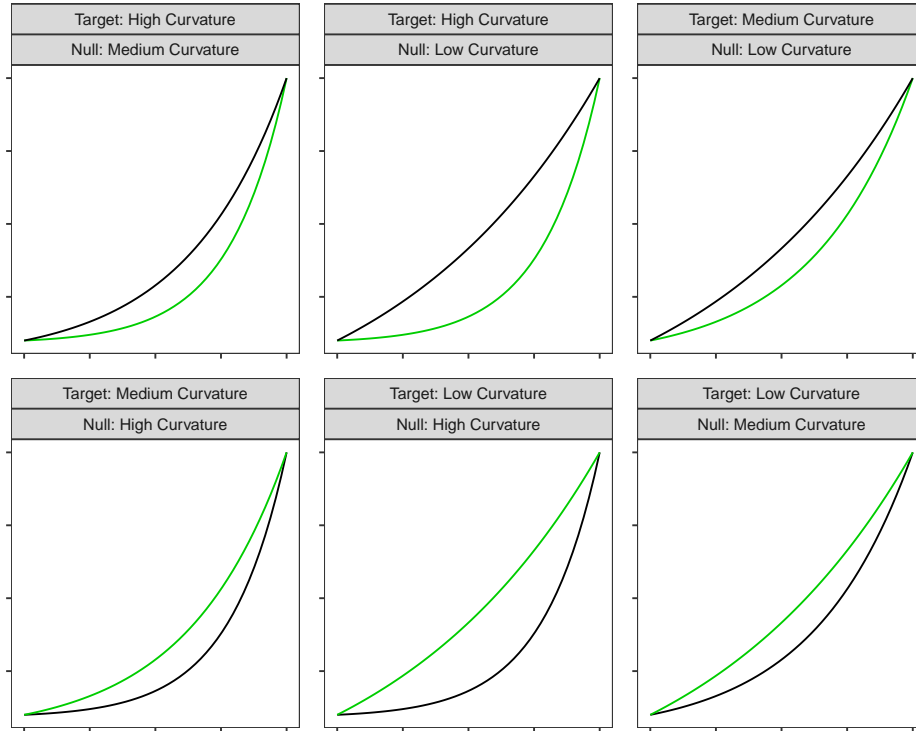 Target: High Curvature
Null: Medium Curvature
Target: High Curvature
Null: Low Curvature
Target: Medium Curvature
Null: Low Curvature
Target: Medium Curvature
Null: High Curvature
Target: Low Curvature
Null: High Curvature
Target: Low Curvature
Null: Medium Curvature